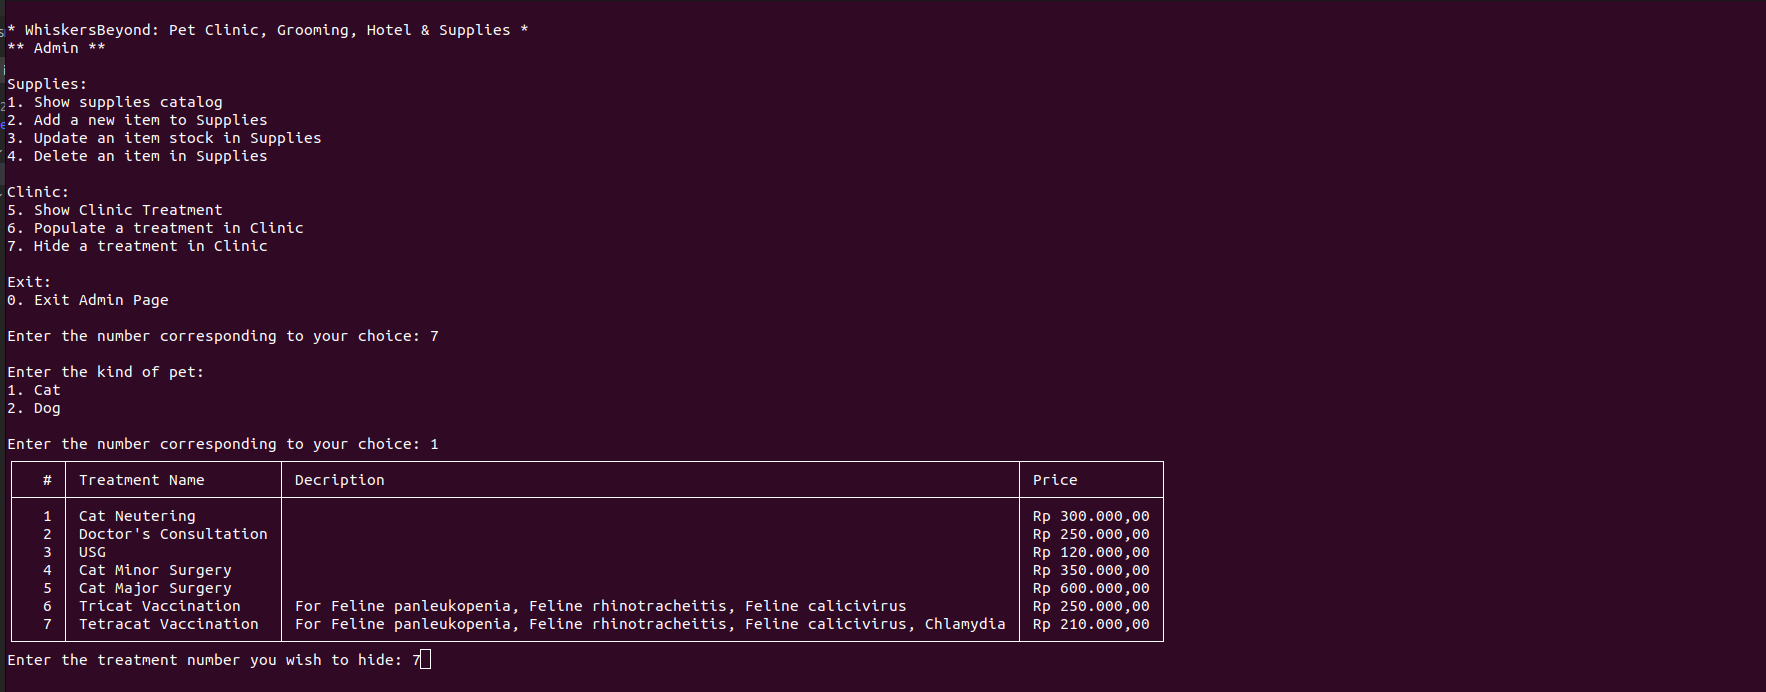 * WhiskersBeyond: Pet Clinic, Grooming, Hotel & Supplies *
** Admin **
Supplies:
1. Show supplies catalog
2. Add a new item to Supplies
3. Update an item stock in Supplies
4. Delete an item in Supplies
Clinic:
5. Show Clinic Treatment
6. Populate a treatment in Clinic
7. Hide a treatment in Clinic
Exit:
0. Exit Admin Page
Enter the number corresponding to your choice: 7
Enter the kind of pet:
1. Cat
2. Dog
Enter the number corresponding to your choice: 1
# Treatment Name Decription Price
1 Cat Neutering Rp 300.000,00
2 Doctor's Consultation Rp 250.000,00
3 USG Rp 120.000,00
4 Cat Minor Surgery Rp 350.000,00
5 Cat Major Surgery Rp 600.000,00
6 Tricat Vaccination For Feline panleukopenia, Feline rhinotracheitis, Feline calicivirus Rp 250.000,00
7 Tetracat Vaccination For Feline panleukopenia, Feline rhinotracheitis, Feline calicivirus, Chlamydia Rp 210.000,00
Enter the treatment number you wish to hide: 7